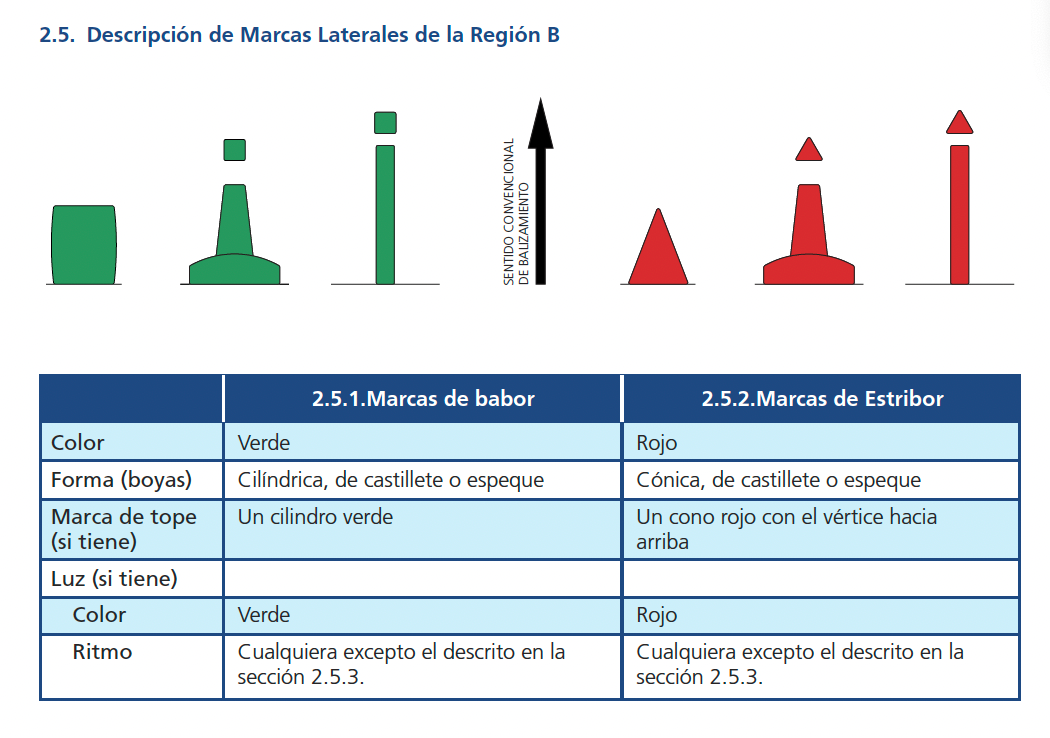 2.5. Descripción de Marcas Laterales de la Región B
SENTIDO CONVENCIONAL
DE BALIZAMIENTO
2.5.1.Marcas de babor
2.5.2.Marcas de Estribor
Color
Verde
Rojo
Forma (boyas)
Cilíndrica, de castillete o espeque
Cónica, de castillete o espeque
Marca de tope
(si tiene)
Un cilindro verde
Un cono rojo con el vértice hacia
arriba
Luz (si tiene)
Color
Verde
Rojo
Ritmo
Cualquiera excepto el descrito en la
sección 2.5.3.
Cualquiera excepto el descrito en la
sección 2.5.3.